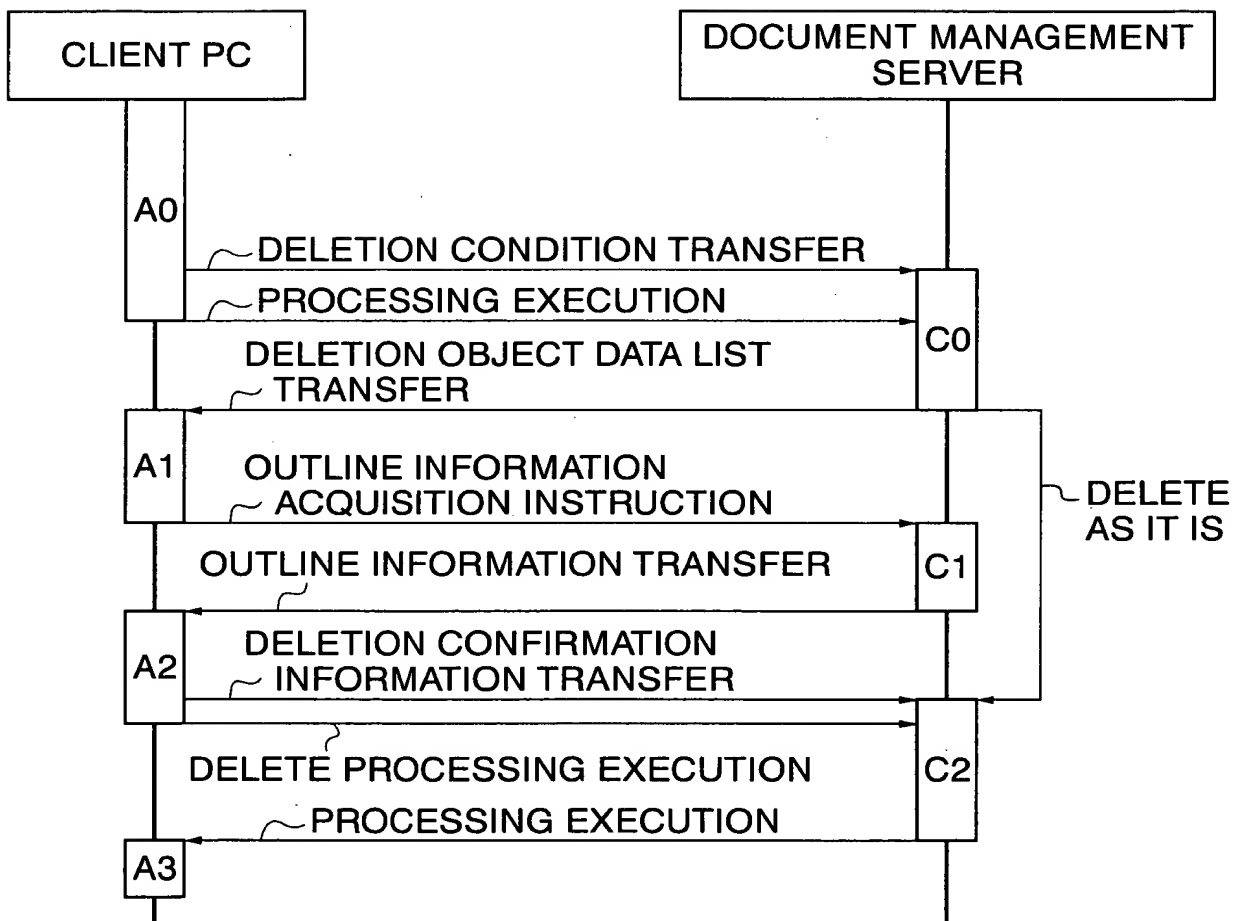 CLIENT PC
DOCUMENT MANAGEMENT
SERVER
A0
DELETION CONDITION TRANSFER
PROCESSING EXECUTION
C0
DELETION OBJECT DATA LIST
TRANSFER
A1
OUTLINE INFORMATION
ACQUISITION INSTRUCTION
DELETE
AS IT IS
OUTLINE INFORMATION TRANSFER
C1
DELETION CONFIRMATION
INFORMATION TRANSFER
A2
DELETE PROCESSING EXECUTION
C2
PROCESSING EXECUTION
A3